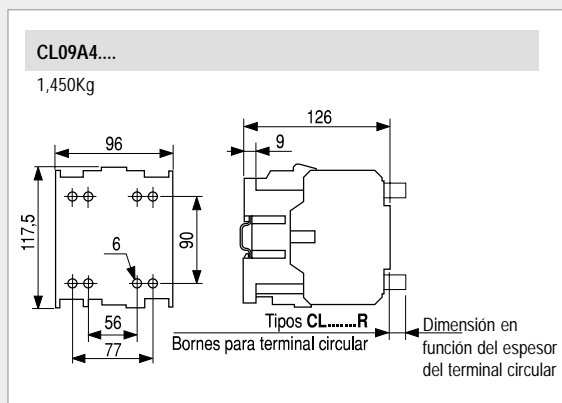 CL09A4....
1,450Kg
126
96
9
117,5
90
6
56
77
Tipos CL.......R
Bornes para terminal circular
Dimensión en
función del espesor
del terminal circular